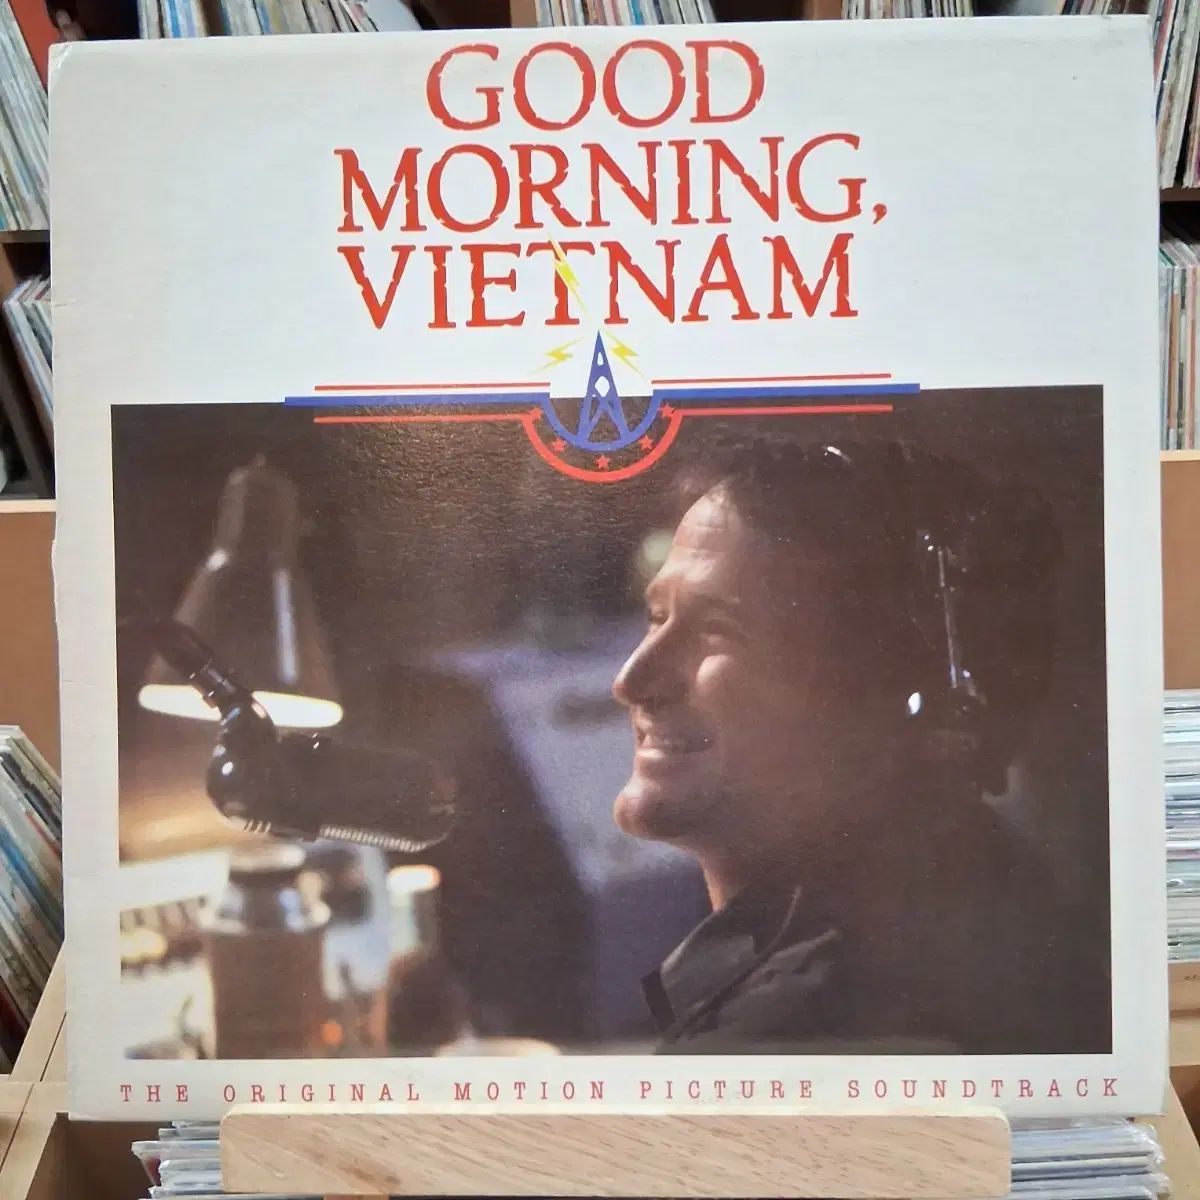 GOOD
MORNING,
VIETNAM
THE ORIGINAL MOTION PICTURE SOUNDTRACK